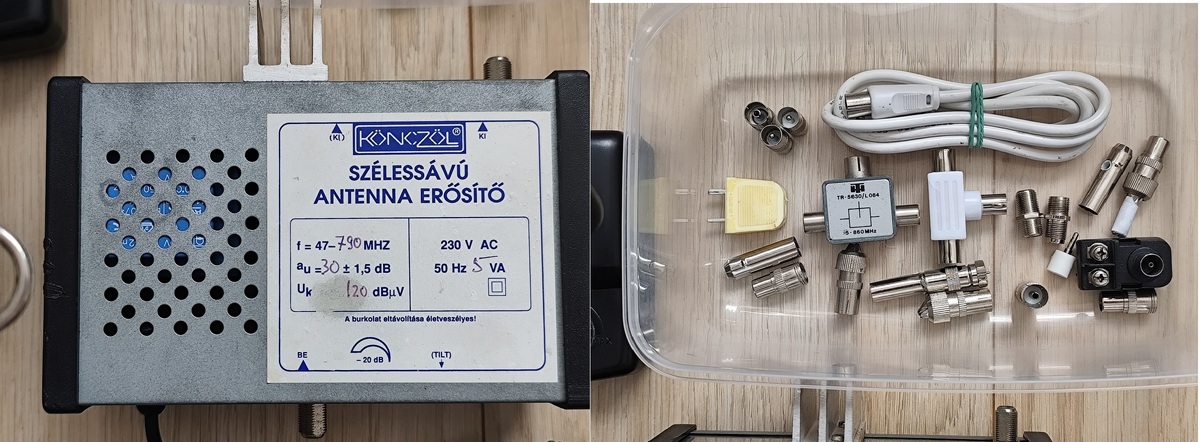 (KI) KÖNCZÖL® KI
SZÉLESSÁVÚ
ANTENNA ERŐSÍTŐ
f = 47–790 MHZ
au = 30 ± 1,5 dB
Uk 120 dBµV
230 V AC
50 Hz 5 VA
A burkolat eltávolítása életveszélyes!
BE
– 20 dB
(TILT)
TR-5630/L084
860 MHz